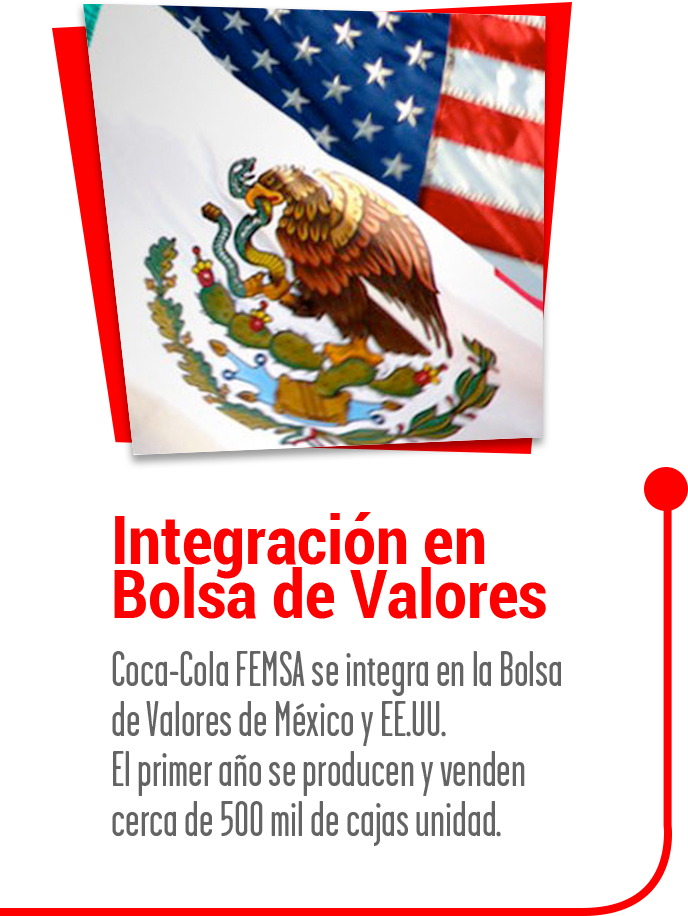 Integración en
Bolsa de Valores
Coca-Cola FEMSA se integra en la Bolsa
de Valores de México y EE.UU.
El primer año se producen y venden
cerca de 500 mil de cajas unidad.